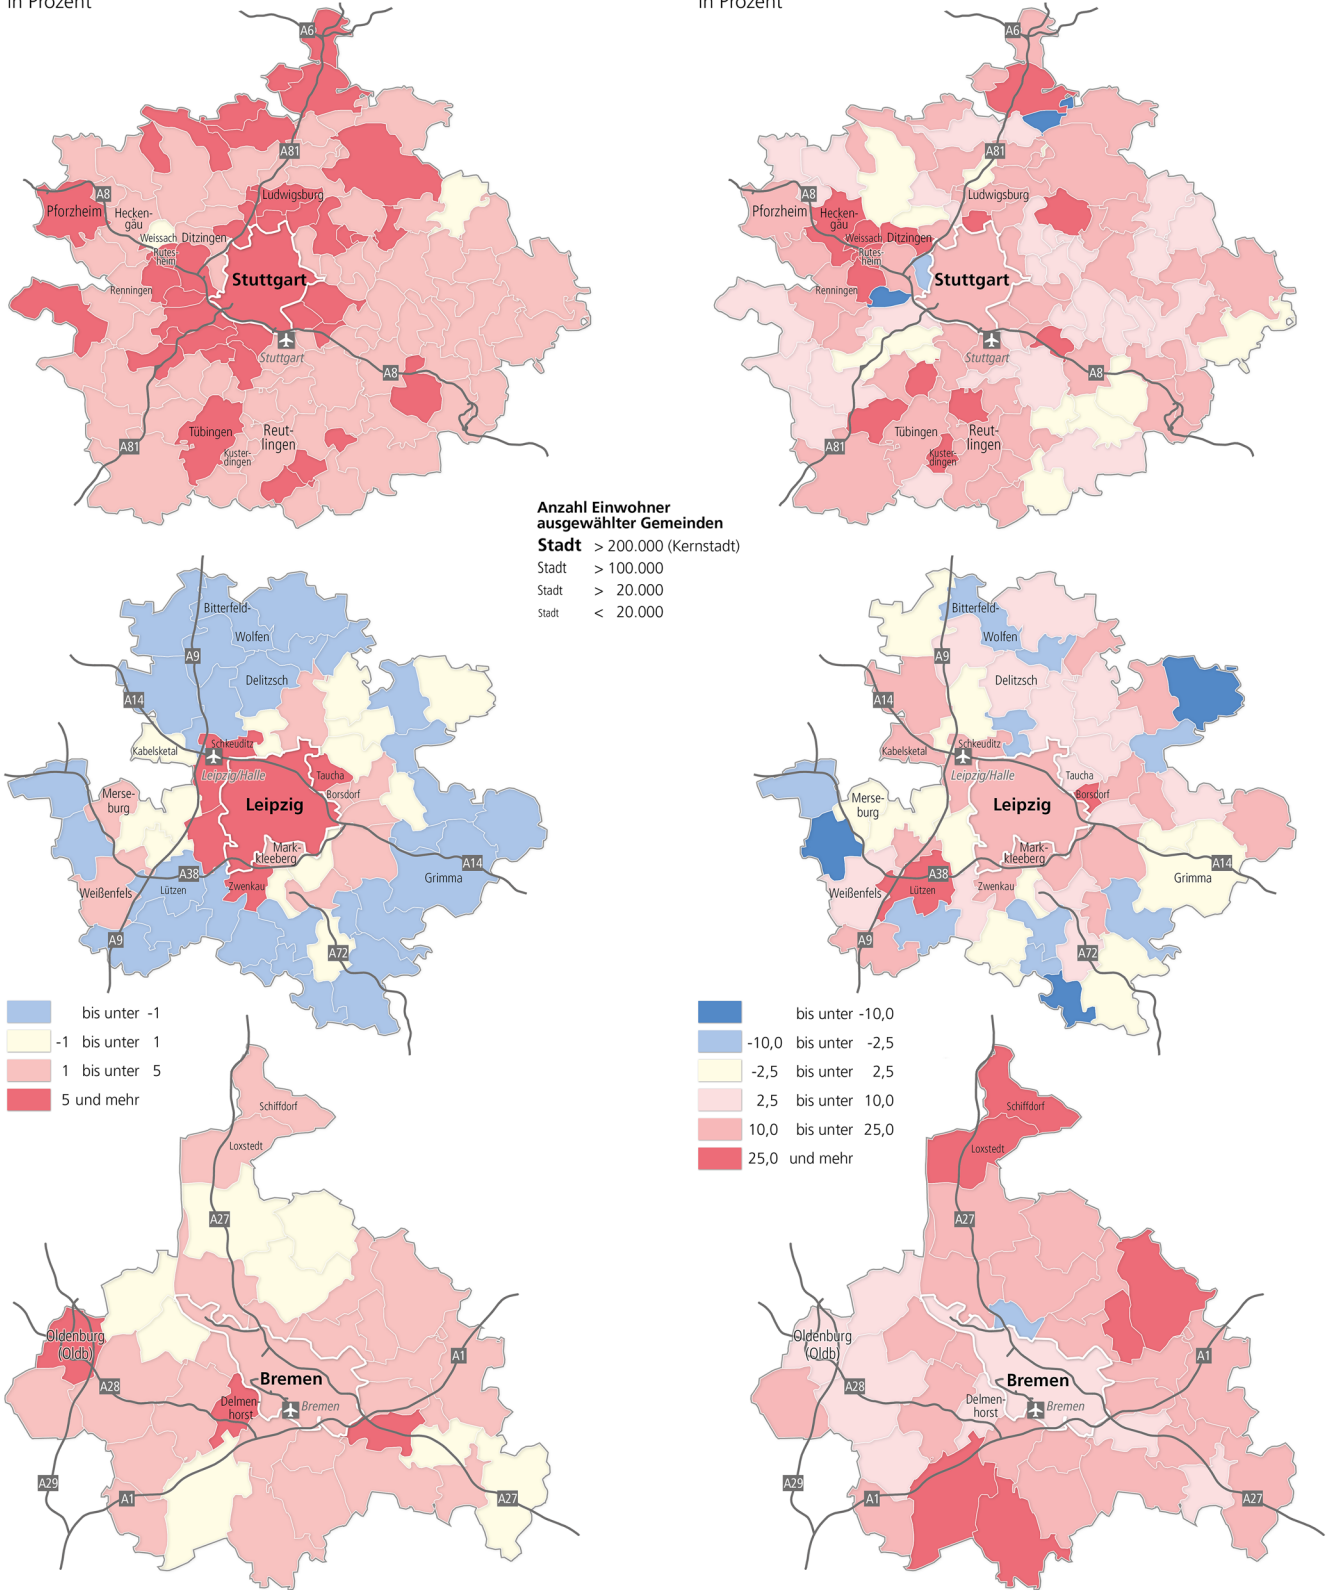 in Prozent
in Prozent
A6
A81
A8
Ludwigsburg
Pforzheim
Hecken-
gäu
Weissach
Ditzingen
Rutes-
heim
Renningen
Stuttgart
Stuttgart
A8
Tübingen
Reut-
lingen
Kuster-
dingen
A81
A6
A81
A8
Ludwigsburg
Pforzheim
Hecken-
gäu
Weissach
Ditzingen
Rutes-
heim
Renningen
Stuttgart
Stuttgart
A8
Tübingen
Reut-
lingen
Kuster-
dingen
A81
Anzahl Einwohner
ausgewählter Gemeinden
Stadt > 200.000 (Kernstadt)
Stadt > 100.000
Stadt > 20.000
Stadt < 20.000
Bitterfeld-
Wolfen
A9
Delitzsch
A14
Kabelsketal
Schkeuditz
Leipzig/Halle
Taucha
Borsdorf
Merse-
burg
Leipzig
Mark-
kleeberg
A14
A38
Grimma
Weißenfels
Lützen
Zwenkau
A9
A72
Bitterfeld-
Wolfen
A9
Delitzsch
A14
Kabelsketal
Schkeuditz
Leipzig/Halle
Taucha
Borsdorf
Merse-
burg
Leipzig
Mark-
kleeberg
A14
A38
Grimma
Weißenfels
Lützen
Zwenkau
A9
A72
bis unter -1
-1 bis unter 1
1 bis unter 5
5 und mehr
bis unter -10,0
-10,0 bis unter -2,5
-2,5 bis unter 2,5
2,5 bis unter 10,0
10,0 bis unter 25,0
25,0 und mehr
Schiffdorf
Loxstedt
A27
Oldenburg
(Oldb)
A1
Bremen
A28
Delmen-
horst
Bremen
A29
A1
A27
Schiffdorf
Loxstedt
A27
Oldenburg
(Oldb)
A1
Bremen
A28
Delmen-
horst
Bremen
A29
A1
A27